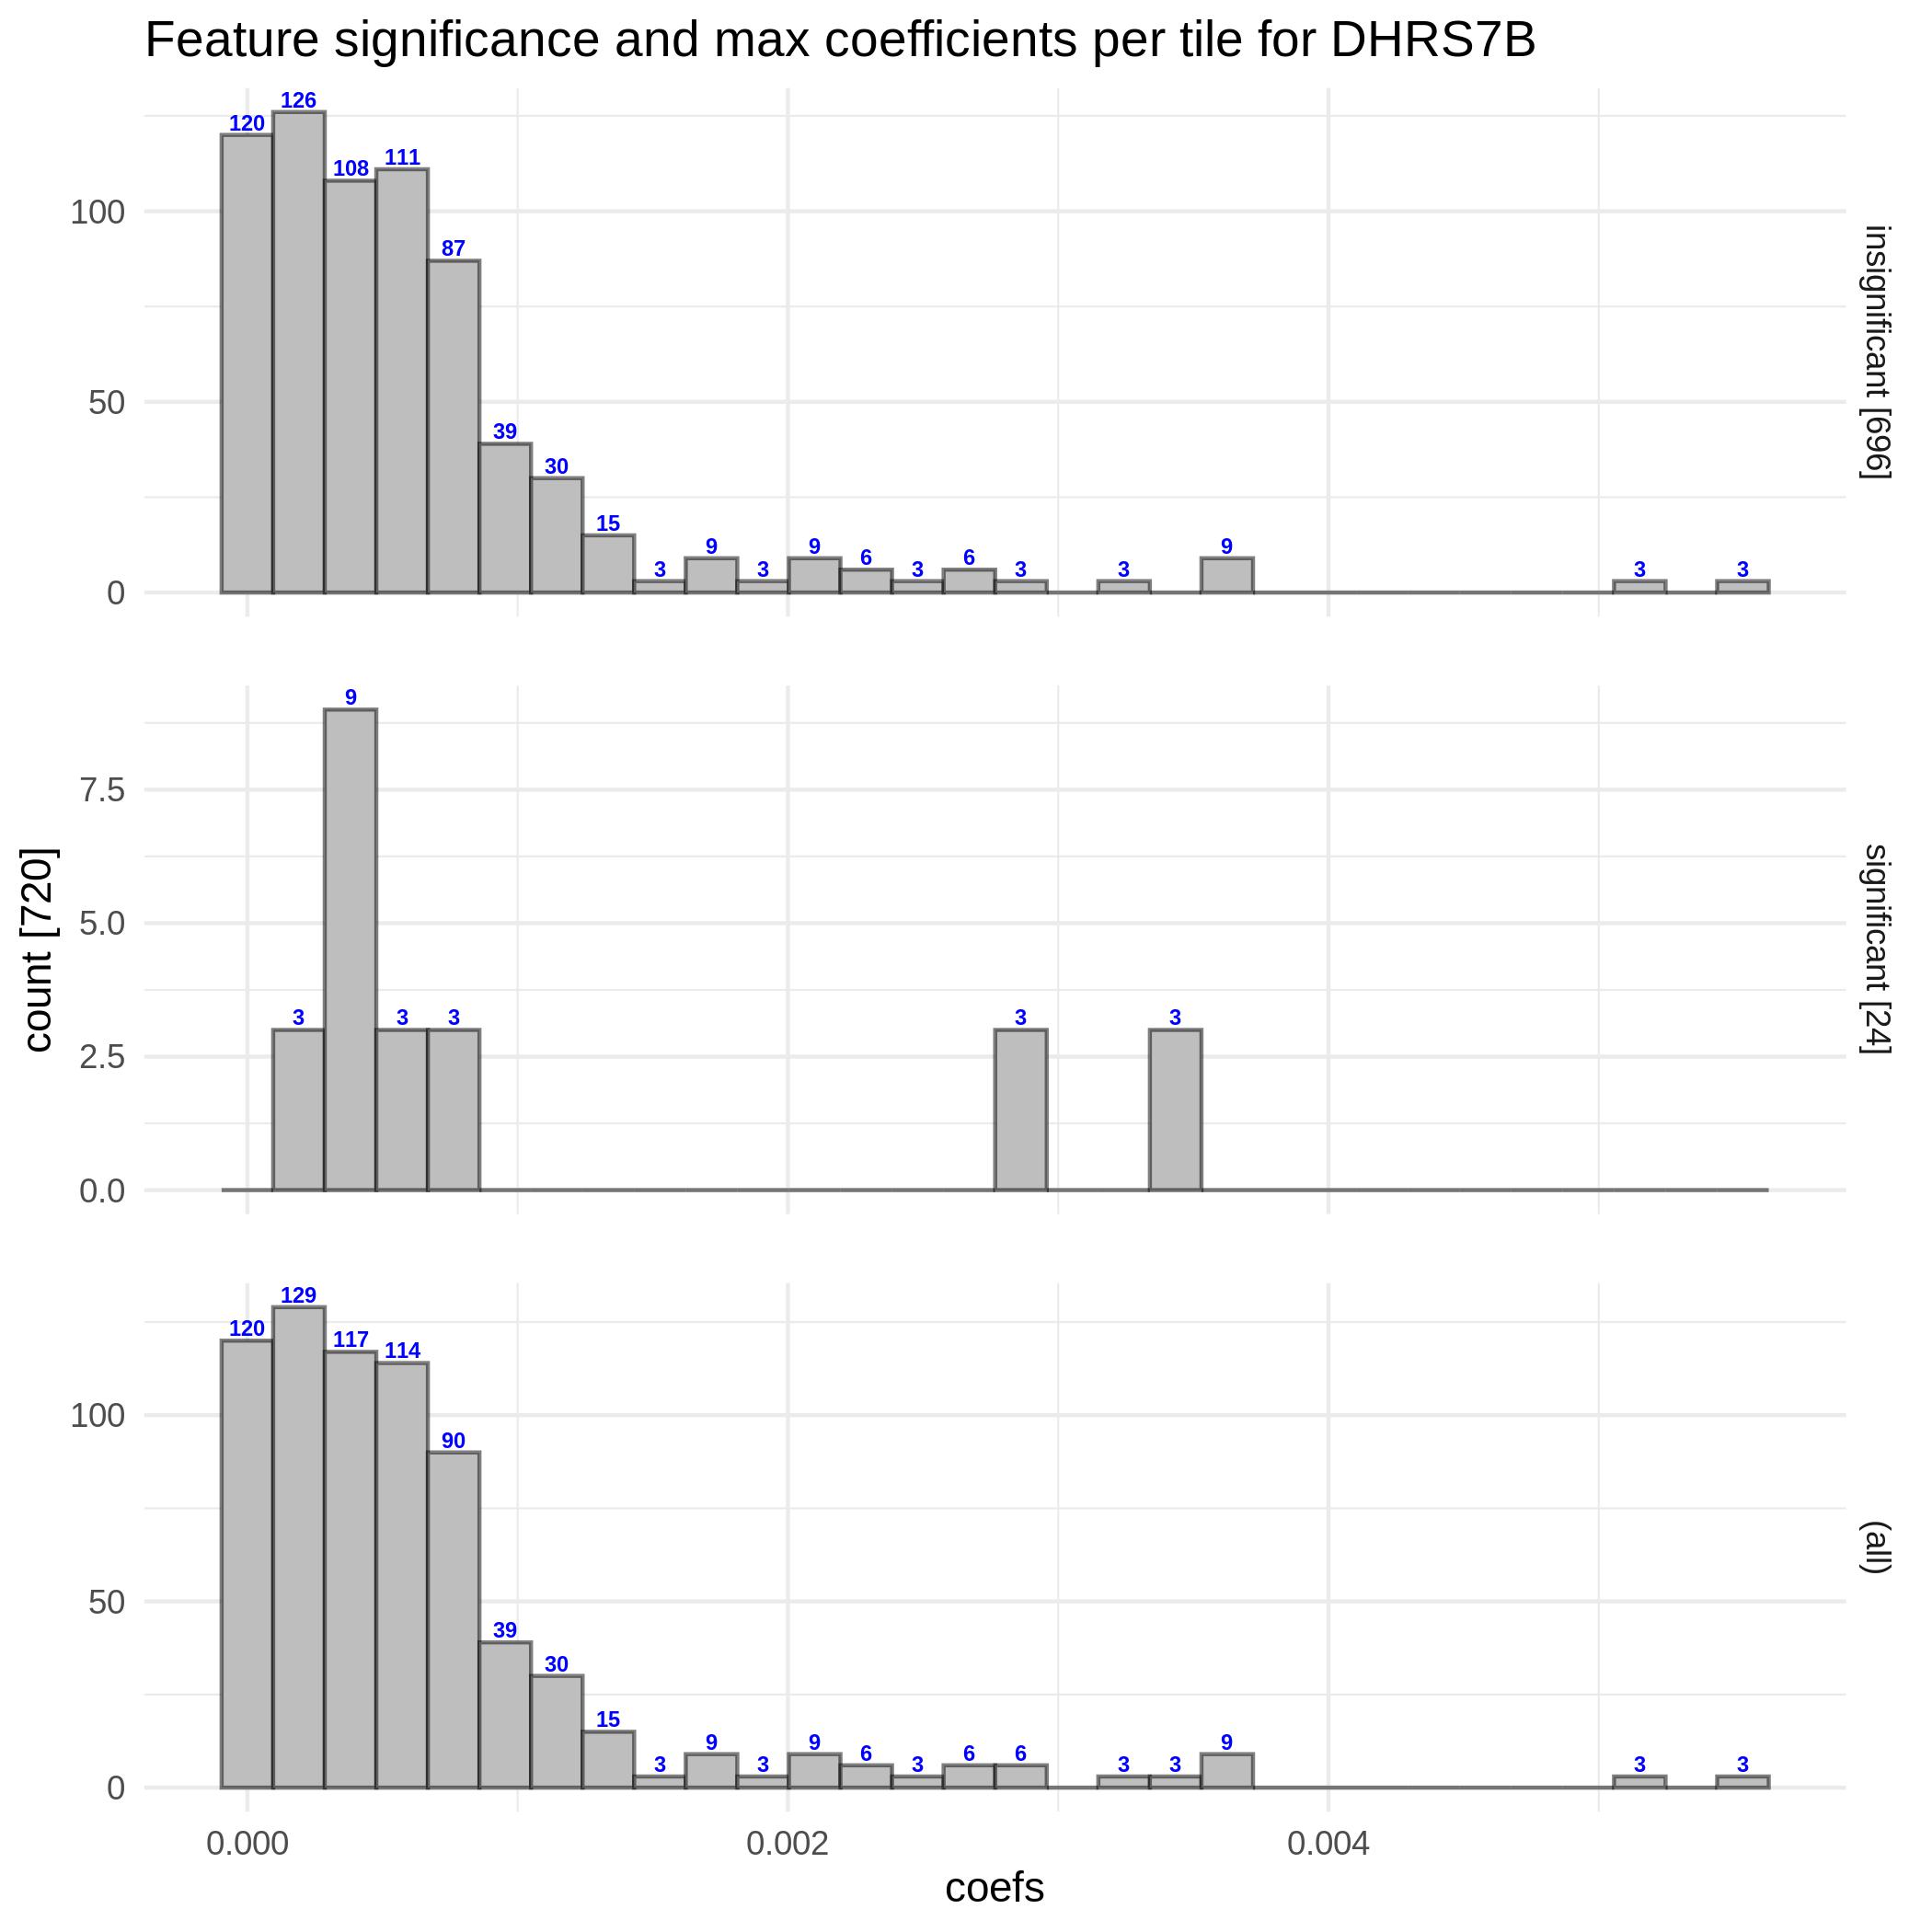 Feature significance and max coefficients per tile for DHRS7B
126
120
111
108
87
39
30
15
3 9 3 9 6 3 6 3 3 9 3 3
100
50
0
insignificant [696]
9
3 3 3 3 3
7.5
5.0
2.5
0.0
significant [24]
count [720]
129
120
117
114
90
39
30
15
3 9 3 9 6 3 6 6 3 3 9 3 3
100
50
0
(all)
0.000 0.002 0.004
coefs